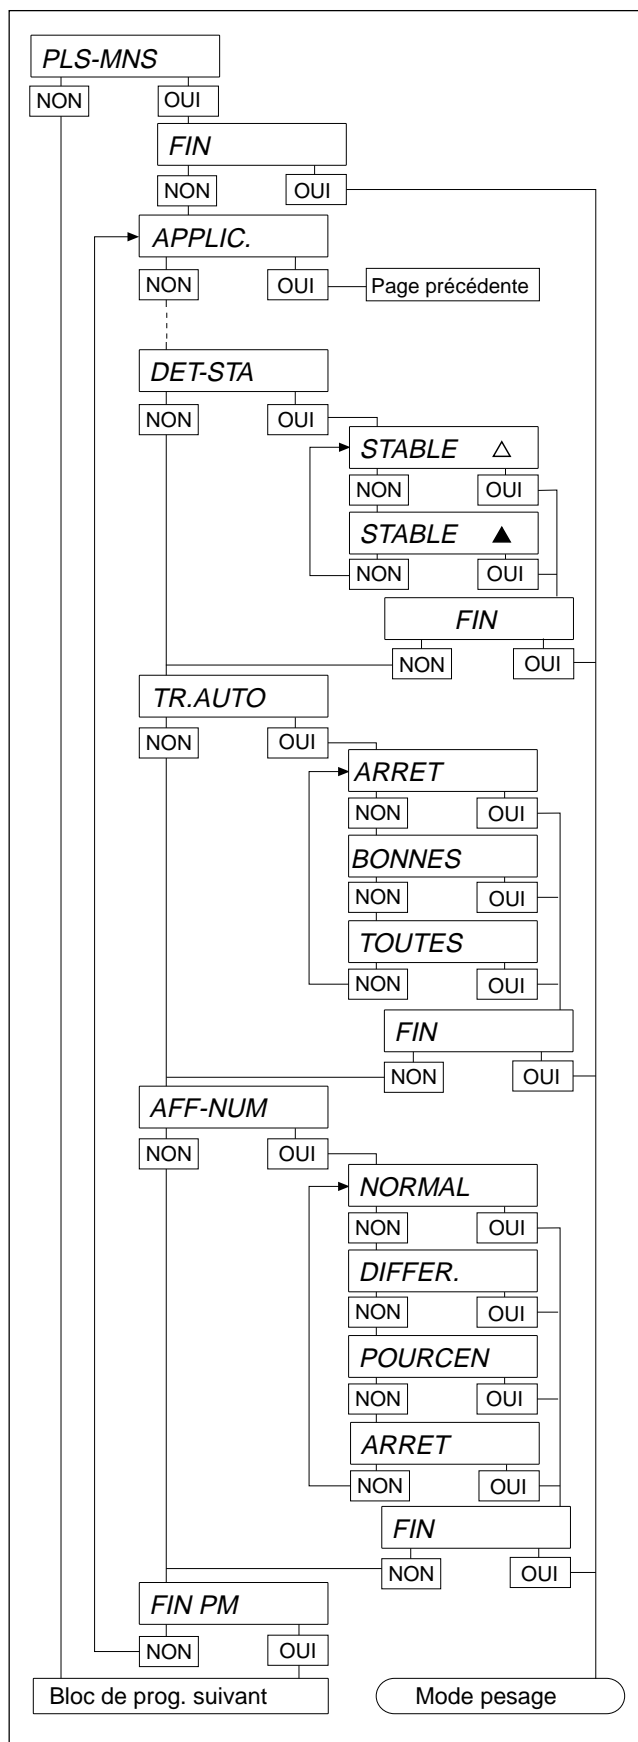 PLS-MNS
NON OUI
FIN
NON OUI
APPLIC.
NON OUI Page précédente
DET-STA
NON OUI
STABLE △
NON OUI
STABLE ▲
NON OUI
FIN
NON OUI
TR.AUTO
NON OUI
ARRET
NON OUI
BONNES
NON OUI
TOUTES
NON OUI
FIN
NON OUI
AFF-NUM
NON OUI
NORMAL
NON OUI
DIFFER.
NON OUI
POURCEN
NON OUI
ARRET
NON OUI
FIN
NON OUI
FIN PM
NON OUI
Bloc de prog. suivant Mode pesage